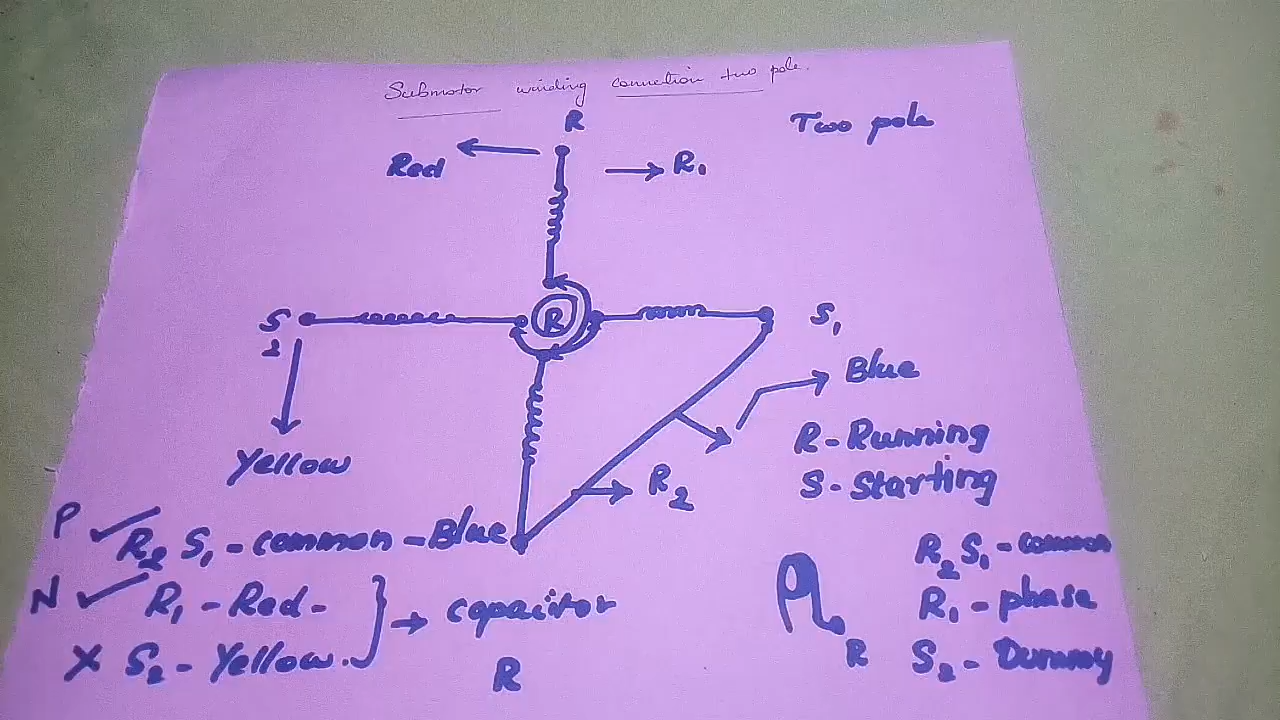 Submotor winding connection two pole.
Two pole
R
Red
R1
R
S2
S1
Blue
Yellow
R - Running
S - Starting
R2
P R2 S1 - common - Blue
N R1 - Red -
X S2 - Yellow.
capacitor
R
R
R2 S1 - common
R1 - phase
S2 - Dummy